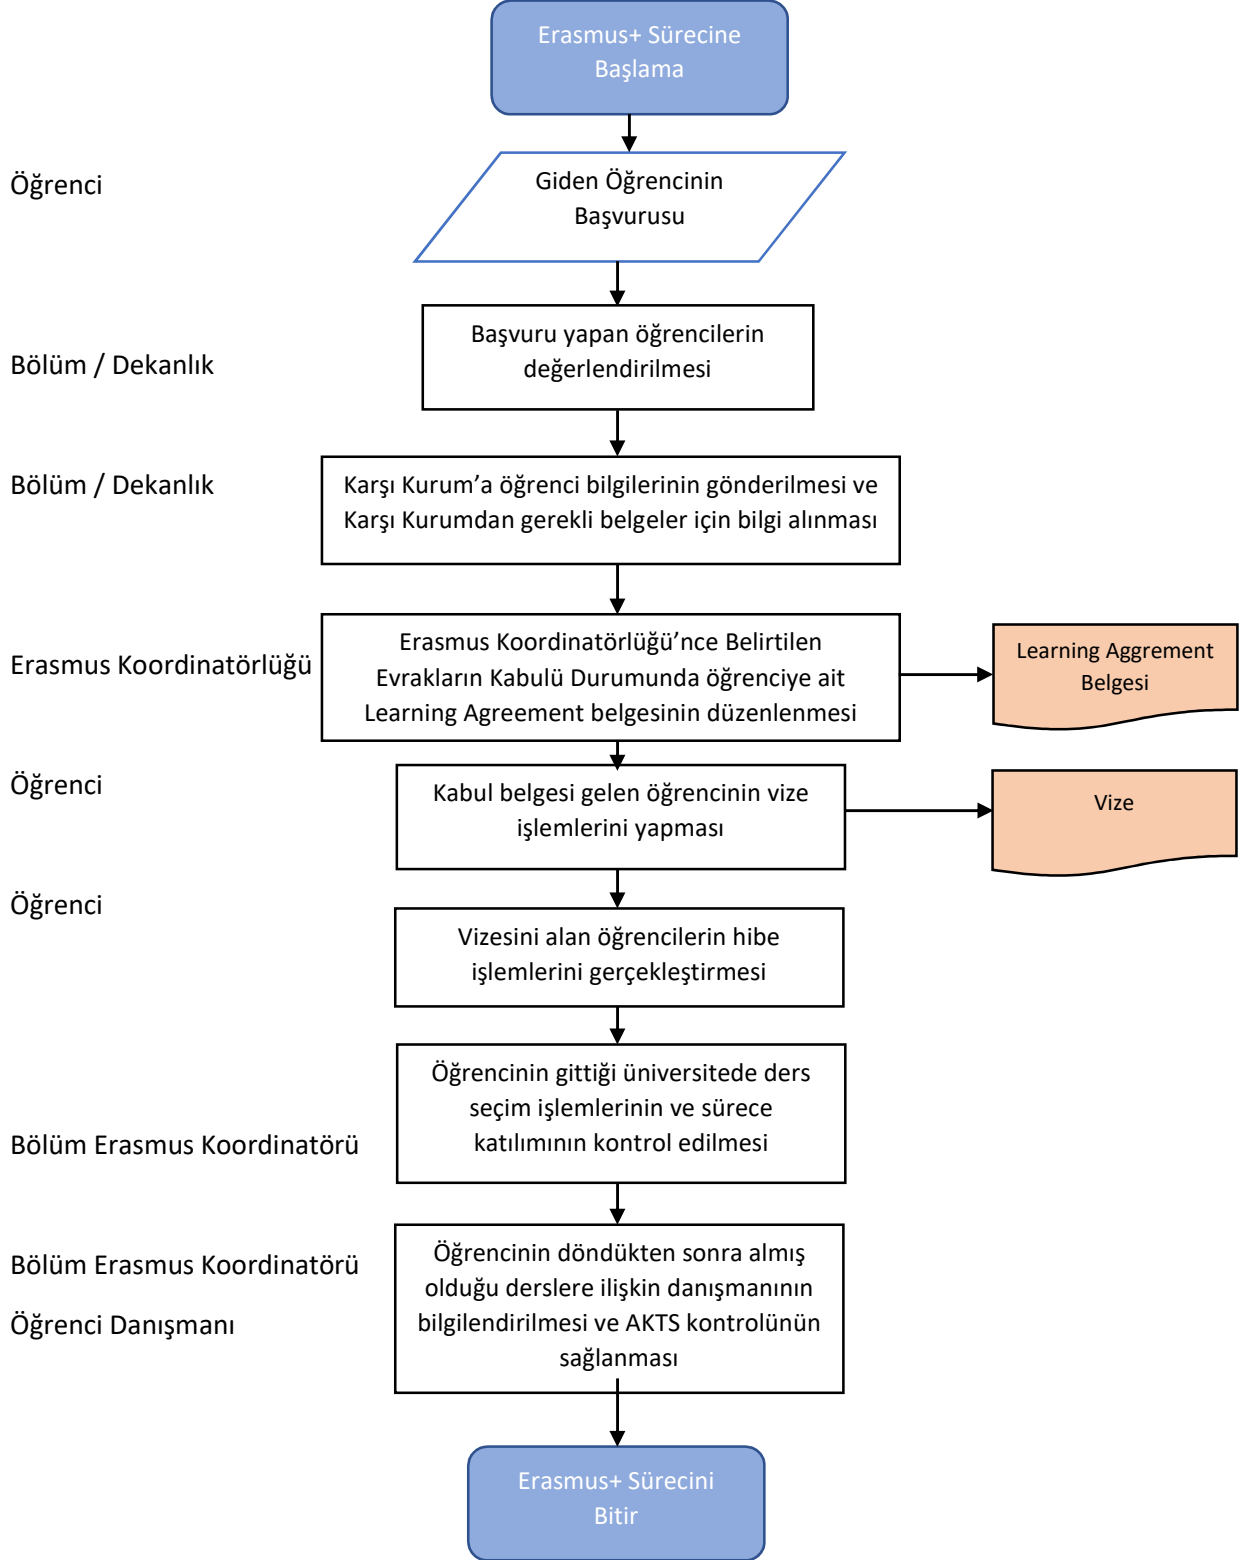 Erasmus+ Sürecine
Başlama
Öğrenci
Giden Öğrencinin
Başvurusu
Bölüm / Dekanlık
Başvuru yapan öğrencilerin
değerlendirilmesi
Bölüm / Dekanlık
Karşı Kurum’a öğrenci bilgilerinin gönderilmesi ve
Karşı Kurumdan gerekli belgeler için bilgi alınması
Erasmus Koordinatörlüğü
Erasmus Koordinatörlüğü’nce Belirtilen
Evrakların Kabulü Durumunda öğrenciye ait
Learning Agreement belgesinin düzenlenmesi
Learning Aggrement
Belgesi
Öğrenci
Kabul belgesi gelen öğrencinin vize
işlemlerini yapması
Vize
Öğrenci
Vizesini alan öğrencilerin hibe
işlemlerini gerçekleştirmesi
Bölüm Erasmus Koordinatörü
Öğrencinin gittiği üniversitede ders
seçim işlemlerinin ve sürece
katılımının kontrol edilmesi
Bölüm Erasmus Koordinatörü
Öğrenci Danışmanı
Öğrencinin döndükten sonra almış
olduğu derslere ilişkin danışmanının
bilgilendirilmesi ve AKTS kontrolünün
sağlanması
Erasmus+ Sürecini
Bitir